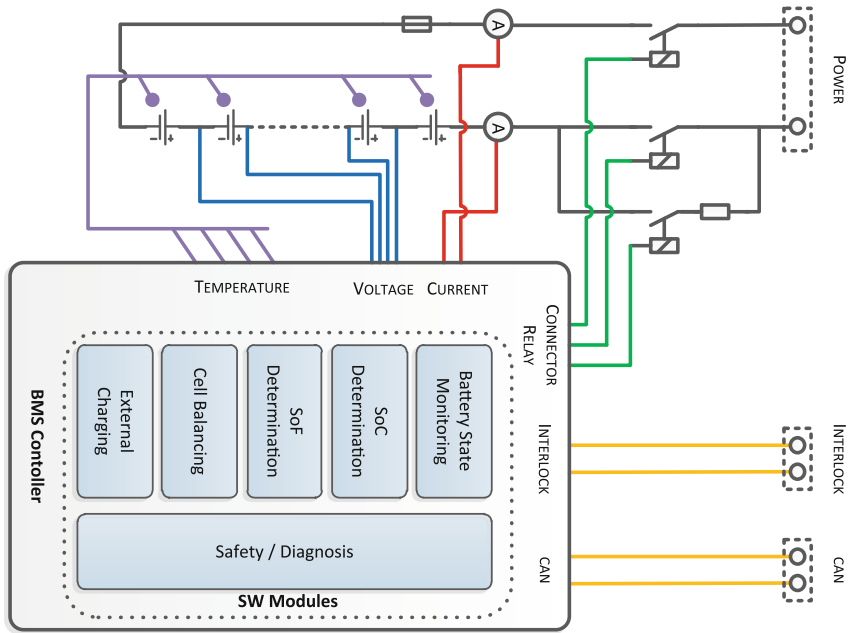 A
POWER
- +
- +
- +
- +
A
TEMPERATURE
VOLTAGE
CURRENT
CONNECTOR
RELAY
BMS Contoller
External
Charging
Cell Balancing
SoF
Determination
SoC
Determination
Battery State
Monitoring
INTERLOCK
INTERLOCK
Safety / Diagnosis
CAN
CAN
SW Modules